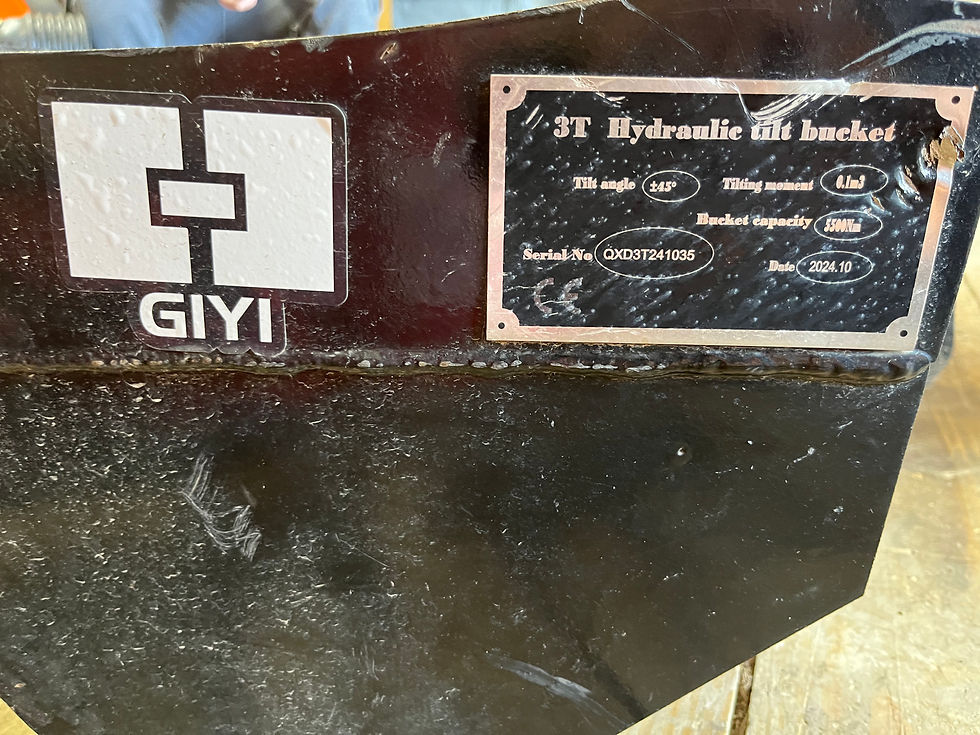 GIYI
3T Hydraulic tilt bucket
Tilt angle ±45° Tilting moment 0.1m3
Bucket capacity 5500Nm
Serial No QXD3T241035
Date 2024.10
CE